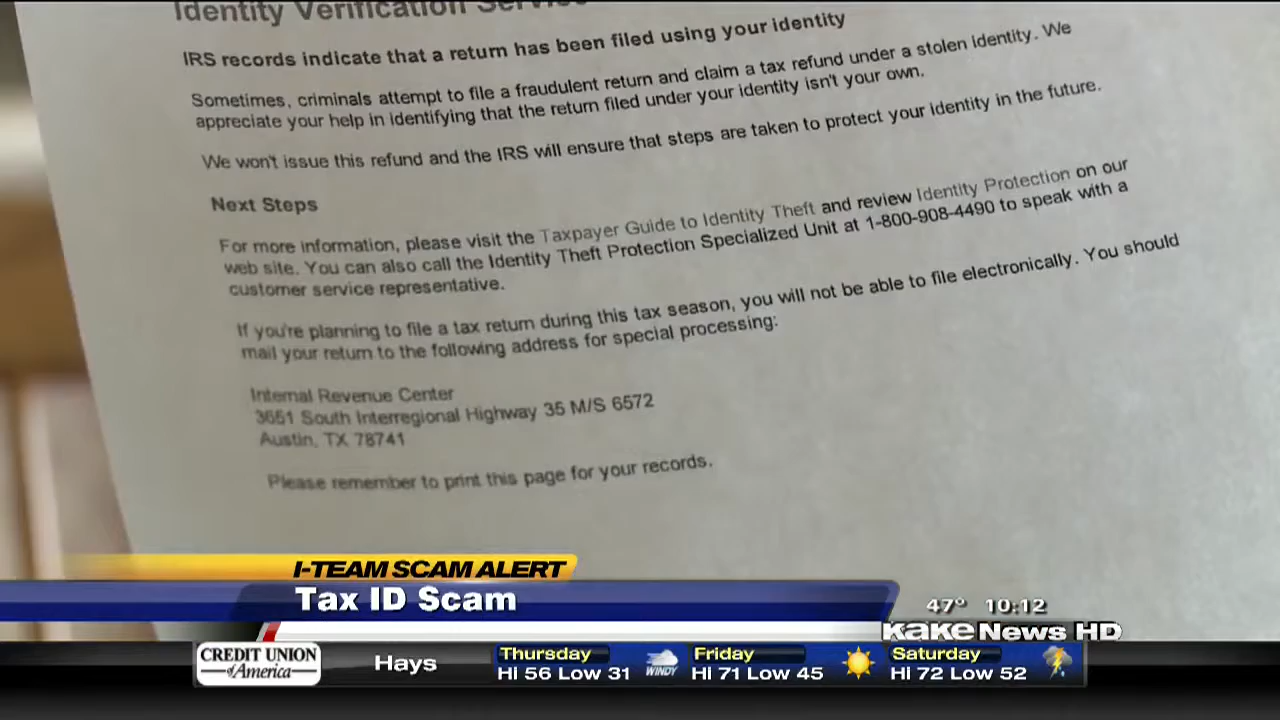 Identity Verification Service
IRS records indicate that a return has been filed using your identity
Sometimes, criminals attempt to file a fraudulent return and claim a tax refund under a stolen identity. We
appreciate your help in identifying that the return filed under your identity isn't your own.
We won't issue this refund and the IRS will ensure that steps are taken to protect your identity in the future.
Next Steps
For more information, please visit the Taxpayer Guide to Identity Theft and review Identity Protection on our
web site. You can also call the Identity Theft Protection Specialized Unit at 1-800-908-4490 to speak with a
customer service representative.
If you're planning to file a tax return during this tax season, you will not be able to file electronically. You should
mail your return to the following address for special processing:
Internal Revenue Center
3651 South Interregional Highway 35 M/S 6572
Austin, TX 78741
Please remember to print this page for your records.
I-TEAM SCAM ALERT
Tax ID Scam
47° 10:12
KAKE News HD
CREDIT UNION
of America
Hays
Thursday
HI 56 Low 31
WINDY
Friday
HI 71 Low 45
Saturday
HI 72 Low 52